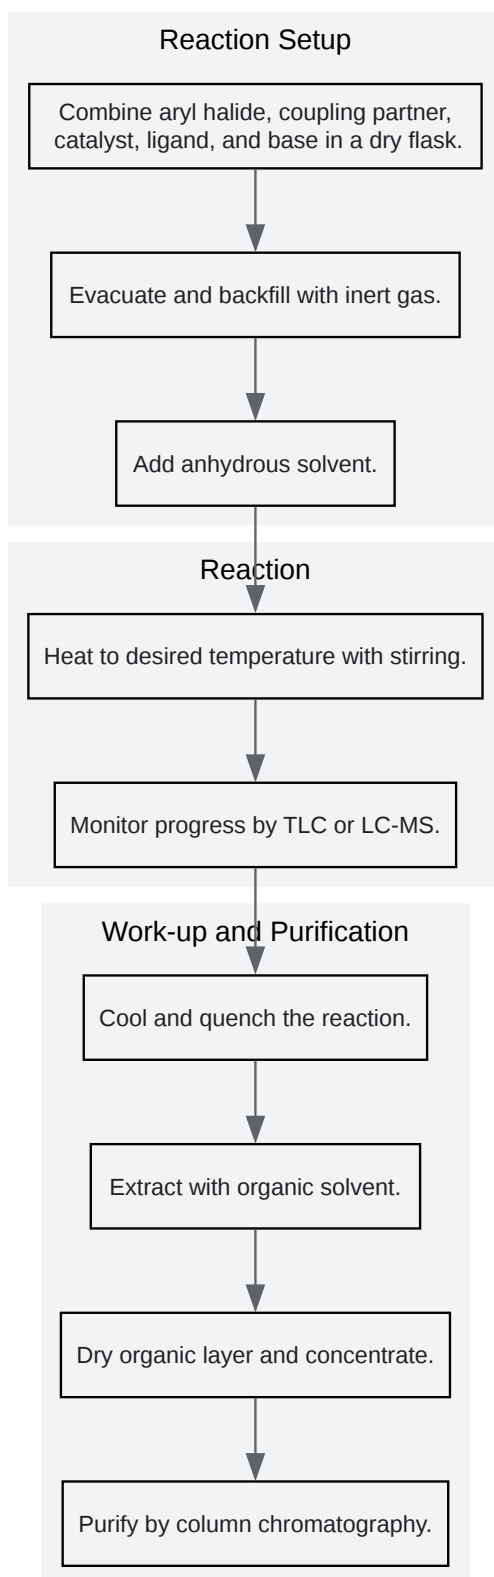 Reaction Setup
Combine aryl halide, coupling partner,
catalyst, ligand, and base in a dry flask.
Evacuate and backfill with inert gas.
Add anhydrous solvent.
Reaction
Heat to desired temperature with stirring.
Monitor progress by TLC or LC-MS.
Work-up and Purification
Cool and quench the reaction.
Extract with organic solvent.
Dry organic layer and concentrate.
Purify by column chromatography.